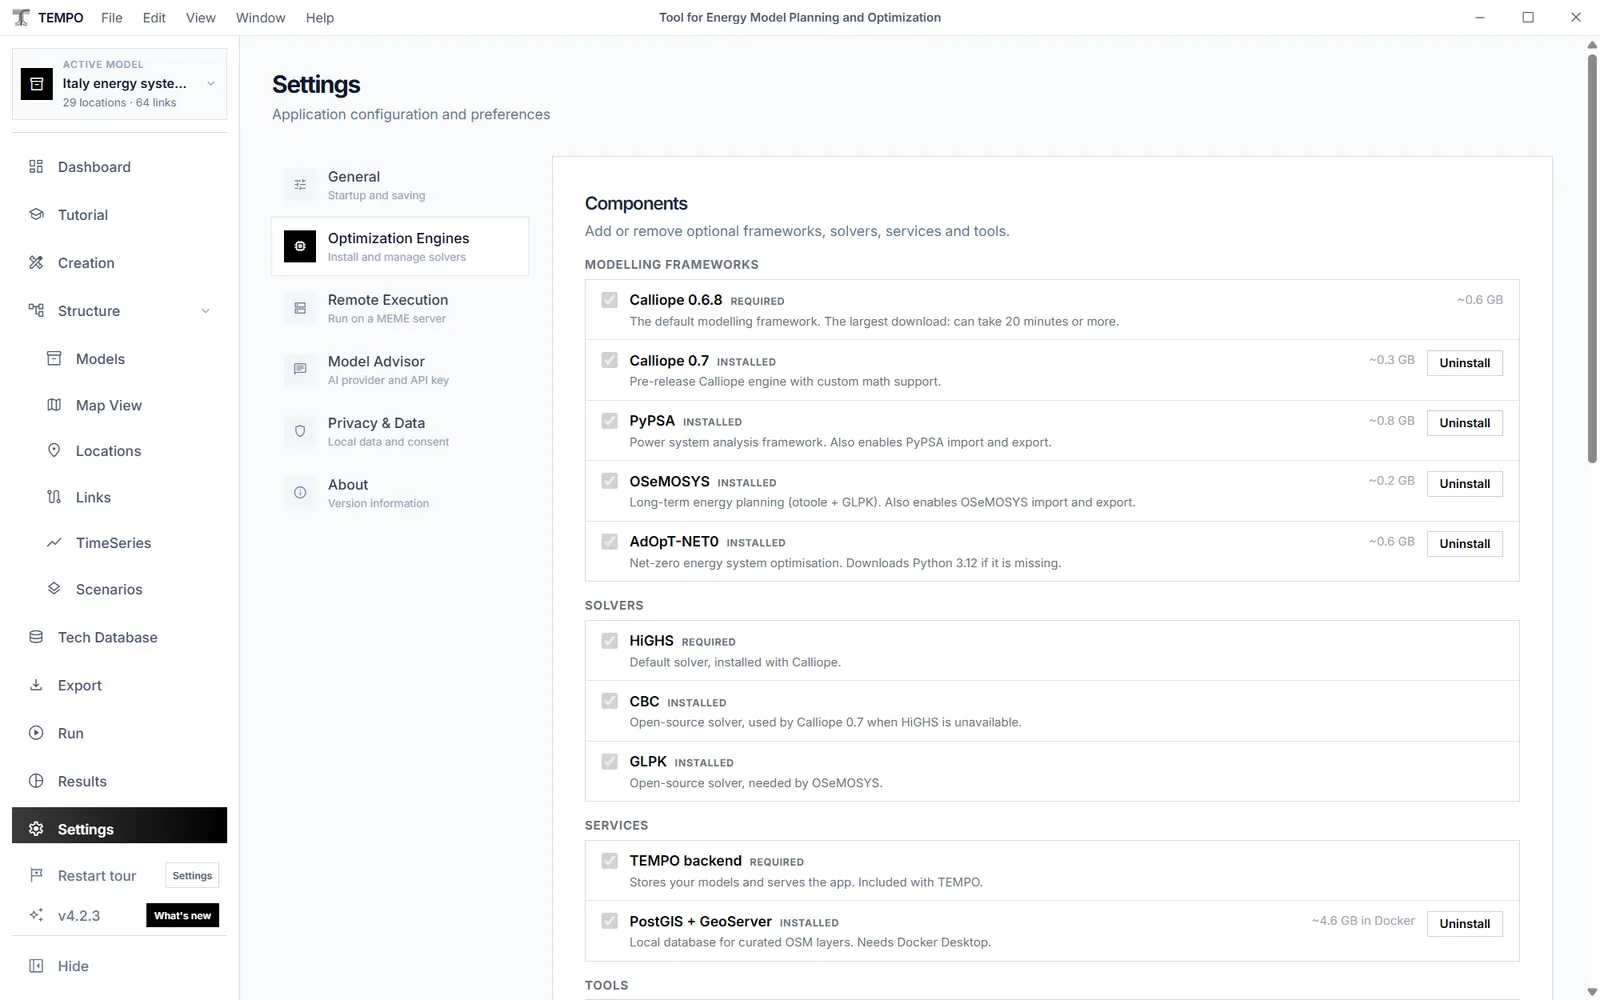 TEMPO File Edit View Window Help
Tool for Energy Model Planning and Optimization
ACTIVE MODEL
Italy energy syste...
29 locations · 64 links
Dashboard
Tutorial
Creation
Structure
Models
Map View
Locations
Links
TimeSeries
Scenarios
Tech Database
Export
Run
Results
Settings
Restart tour Settings
v4.2.3 What's new
Hide
Settings
Application configuration and preferences
General
Startup and saving
Optimization Engines
Install and manage solvers
Remote Execution
Run on a MEME server
Model Advisor
AI provider and API key
Privacy & Data
Local data and consent
About
Version information
Components
Add or remove optional frameworks, solvers, services and tools.
MODELLING FRAMEWORKS
Calliope 0.6.8 REQUIRED ~0.6 GB
The default modelling framework. The largest download: can take 20 minutes or more.
Calliope 0.7 INSTALLED ~0.3 GB Uninstall
Pre-release Calliope engine with custom math support.
PyPSA INSTALLED ~0.8 GB Uninstall
Power system analysis framework. Also enables PyPSA import and export.
OSeMOSYS INSTALLED ~0.2 GB Uninstall
Long-term energy planning (otoole + GLPK). Also enables OSeMOSYS import and export.
AdOpT-NET0 INSTALLED ~0.6 GB Uninstall
Net-zero energy system optimisation. Downloads Python 3.12 if it is missing.
SOLVERS
HiGHS REQUIRED
Default solver, installed with Calliope.
CBC INSTALLED
Open-source solver, used by Calliope 0.7 when HiGHS is unavailable.
GLPK INSTALLED
Open-source solver, needed by OSeMOSYS.
SERVICES
TEMPO backend REQUIRED
Stores your models and serves the app. Included with TEMPO.
PostGIS + GeoServer INSTALLED ~4.6 GB in Docker Uninstall
Local database for curated OSM layers. Needs Docker Desktop.
TOOLS